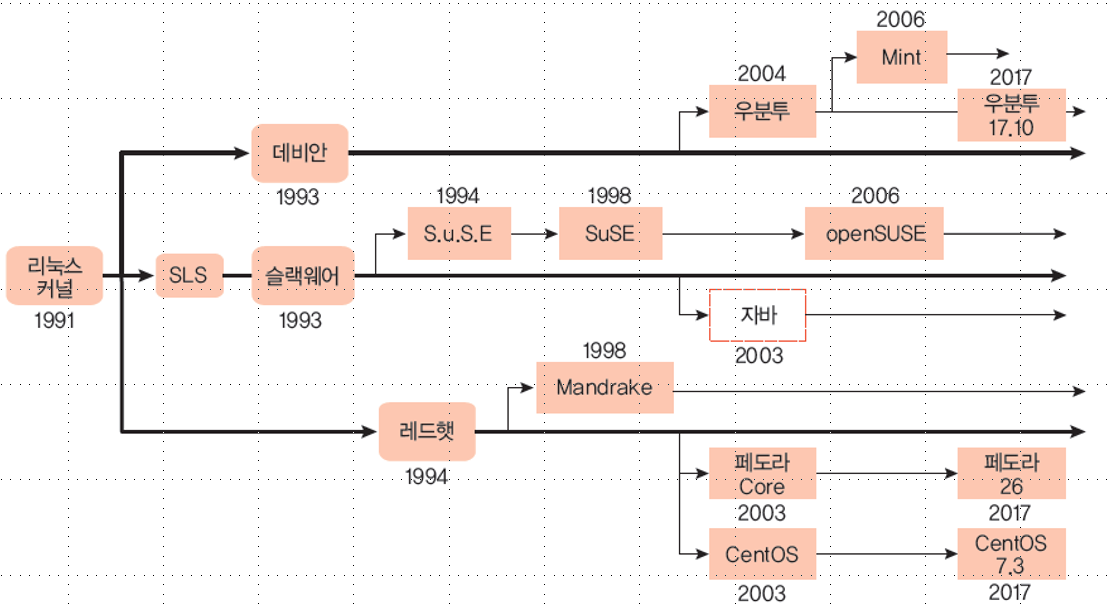 2006
Mint
2004
2017
우분투
우분투
17.10
데비안
1993
1994
1998
2006
S.u.S.E
SuSE
openSUSE
리눅스
커널
1991
SLS
슬랙웨어
1993
자바
2003
1998
Mandrake
레드햇
1994
페도라
Core
2003
페도라
26
2017
CentOS
2003
CentOS
7.3
2017